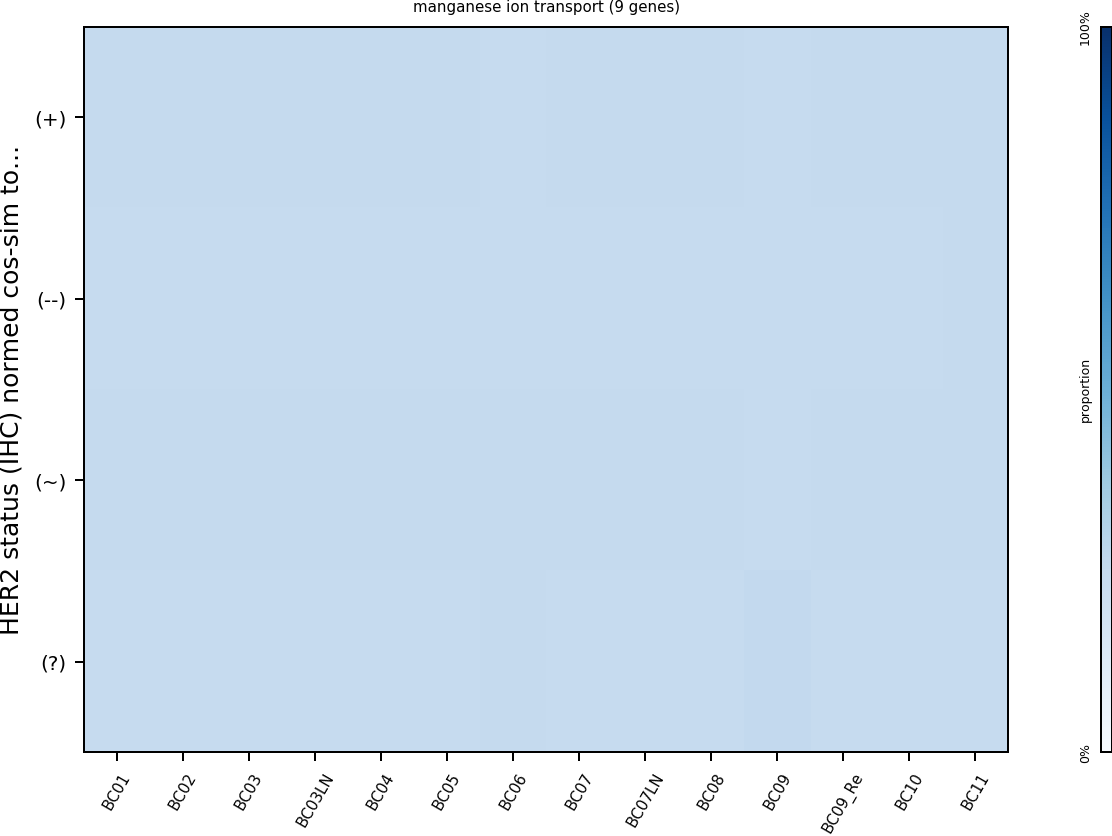 manganese ion transport (9 genes)
HER2 status (IHC) normed cos-sim to...
(+)
(--)
(~)
(?)
BC01
BC02
BC03
BC03LN
BC04
BC05
BC06
BC07
BC07LN
BC08
BC09
BC09_Re
BC10
BC11
100%
proportion
0%